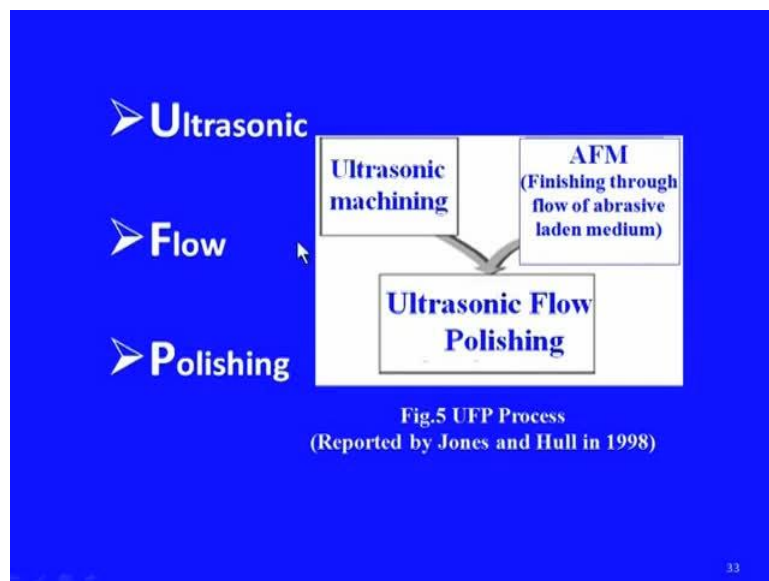 Ultrasonic
Flow
Polishing
Ultrasonic
machining
AFM
(Finishing through
flow of abrasive
laden medium)
Ultrasonic Flow
Polishing
Fig.5 UFP Process
(Reported by Jones and Hull in 1998)
33